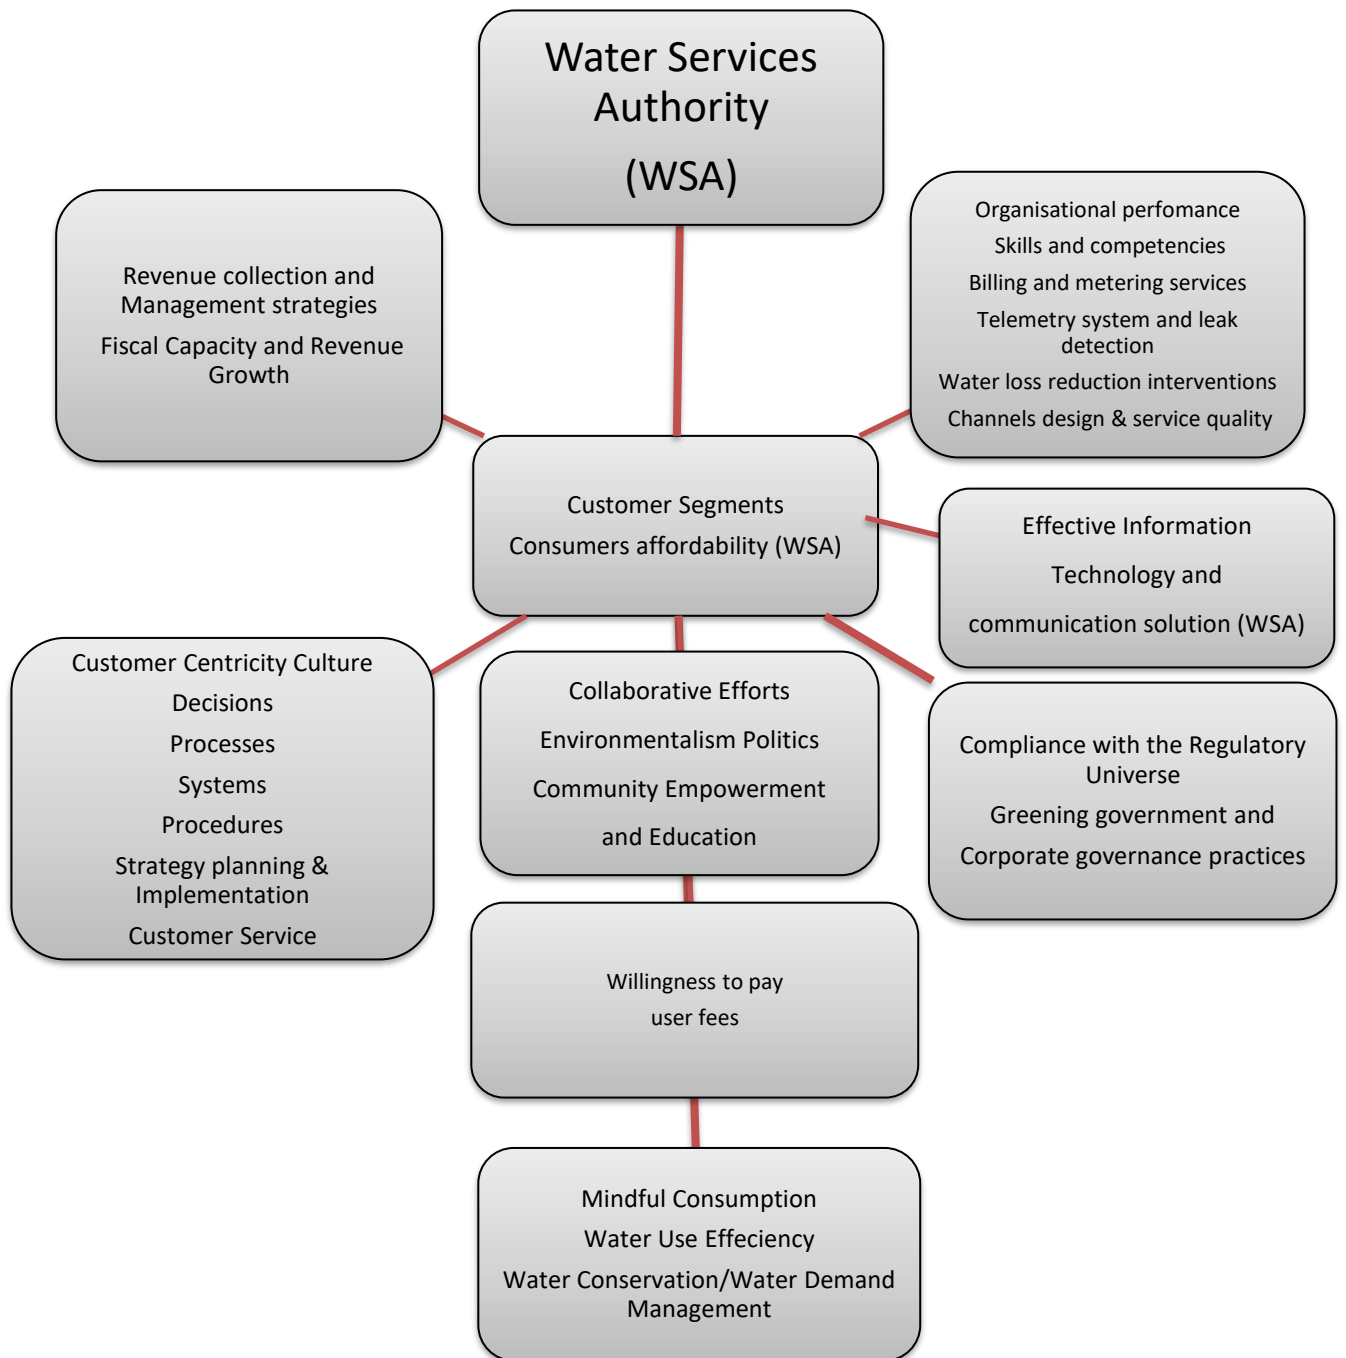 Water Services
Authority
(WSA)
Revenue collection and
Management strategies
Fiscal Capacity and Revenue
Growth
Organisational perfomance
Skills and competencies
Billing and metering services
Telemetry system and leak
detection
Water loss reduction interventions
Channels design & service quality
Customer Segments
Consumers affordability (WSA)
Effective Information
Technology and
communication solution (WSA)
Customer Centricity Culture
Decisions
Processes
Systems
Procedures
Strategy planning &
Implementation
Customer Service
Collaborative Efforts
Environmentalism Politics
Community Empowerment
and Education
Compliance with the Regulatory
Universe
Greening government and
Corporate governance practices
Willingness to pay
user fees
Mindful Consumption
Water Use Effeciency
Water Conservation/Water Demand
Management